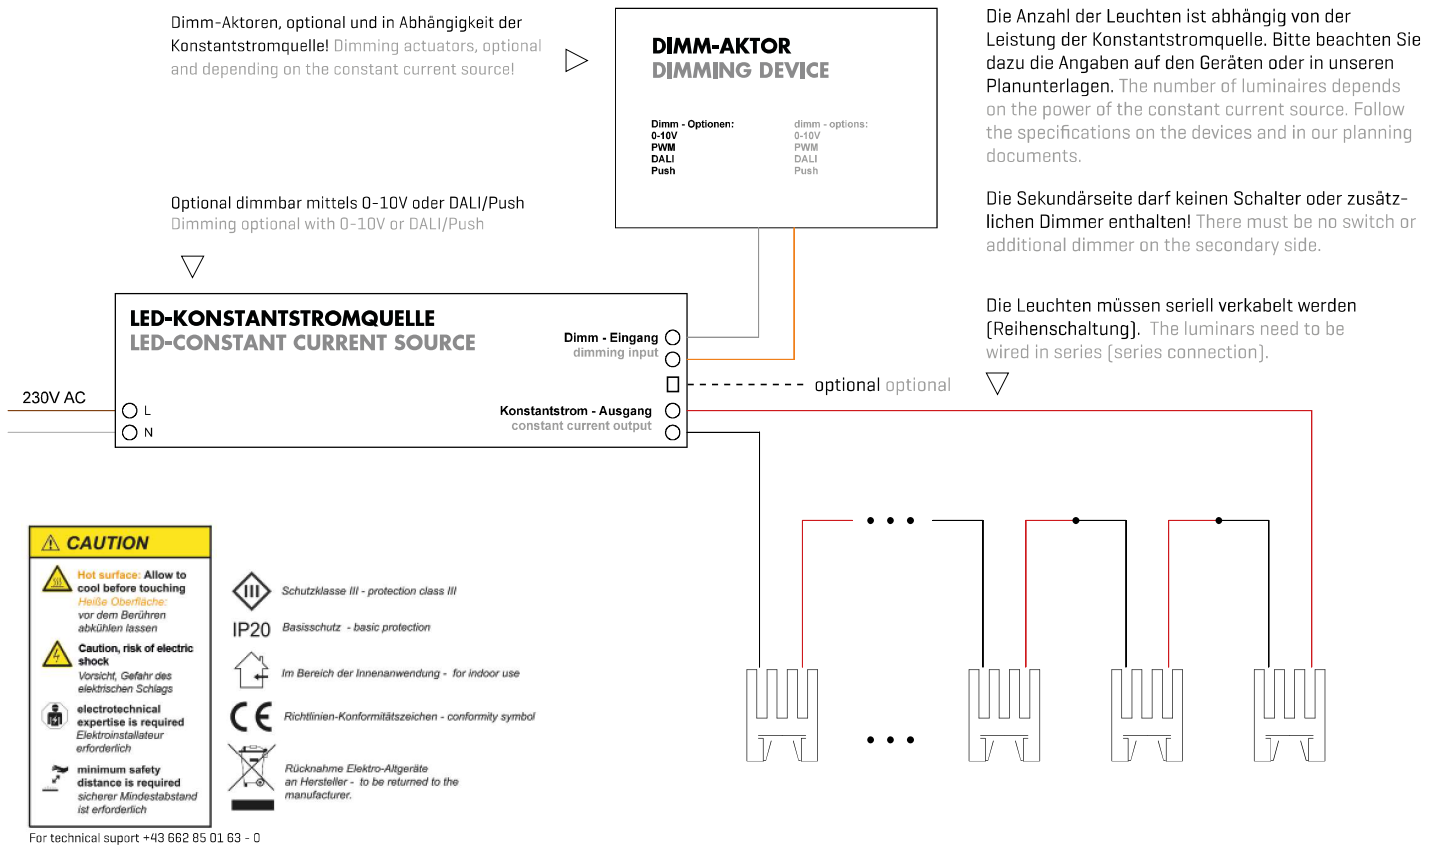 Dimm-Aktoren, optional und in Abhängigkeit der
Konstantstromquelle! Dimming actuators, optional
and depending on the constant current source!
DIMM-AKTOR
DIMMING DEVICE
Dimm - Optionen:
0-10V
PWM
DALI
Push
dimm - options:
0-10V
PWM
DALI
Push
Die Anzahl der Leuchten ist abhängig von der
Leistung der Konstantstromquelle. Bitte beachten Sie
dazu die Angaben auf den Geräten oder in unseren
Planunterlagen. The number of luminaires depends
on the power of the constant current source. Follow
the specifications on the devices and in our planning
documents.
Die Sekundärseite darf keinen Schalter oder zusätz-
lichen Dimmer enthalten! There must be no switch or
additional dimmer on the secondary side.
Die Leuchten müssen seriell verkabelt werden
(Reihenschaltung). The luminars need to be
wired in series (series connection).
Optional dimmbar mittels 0-10V oder DALI/Push
Dimming optional with 0-10V or DALI/Push
LED-KONSTANTSTROMQUELLE
LED-CONSTANT CURRENT SOURCE
Dimm - Eingang
dimming input
optional optional
Konstantstrom - Ausgang
constant current output
230V AC
L
N
CAUTION
Hot surface: Allow to
cool before touching
Heiße Oberfläche:
vor dem Berühren
abkühlen lassen
Caution, risk of electric
shock
Vorsicht, Gefahr des
elektrischen Schlags
electrotechnical
expertise is required
Elektroinstallateur
erforderlich
minimum safety
distance is required
sicherer Mindestabstand
ist erforderlich
III
Schutzklasse III - protection class III
IP20
Basisschutz - basic protection
Im Bereich der Innenanwendung - for indoor use
CE
Richtlinien-Konformitätszeichen - conformity symbol
Rücknahme Elektro-Altgeräte
an Hersteller - to be returned to the
manufacturer.
For technical suport +43 662 85 01 63 - 0